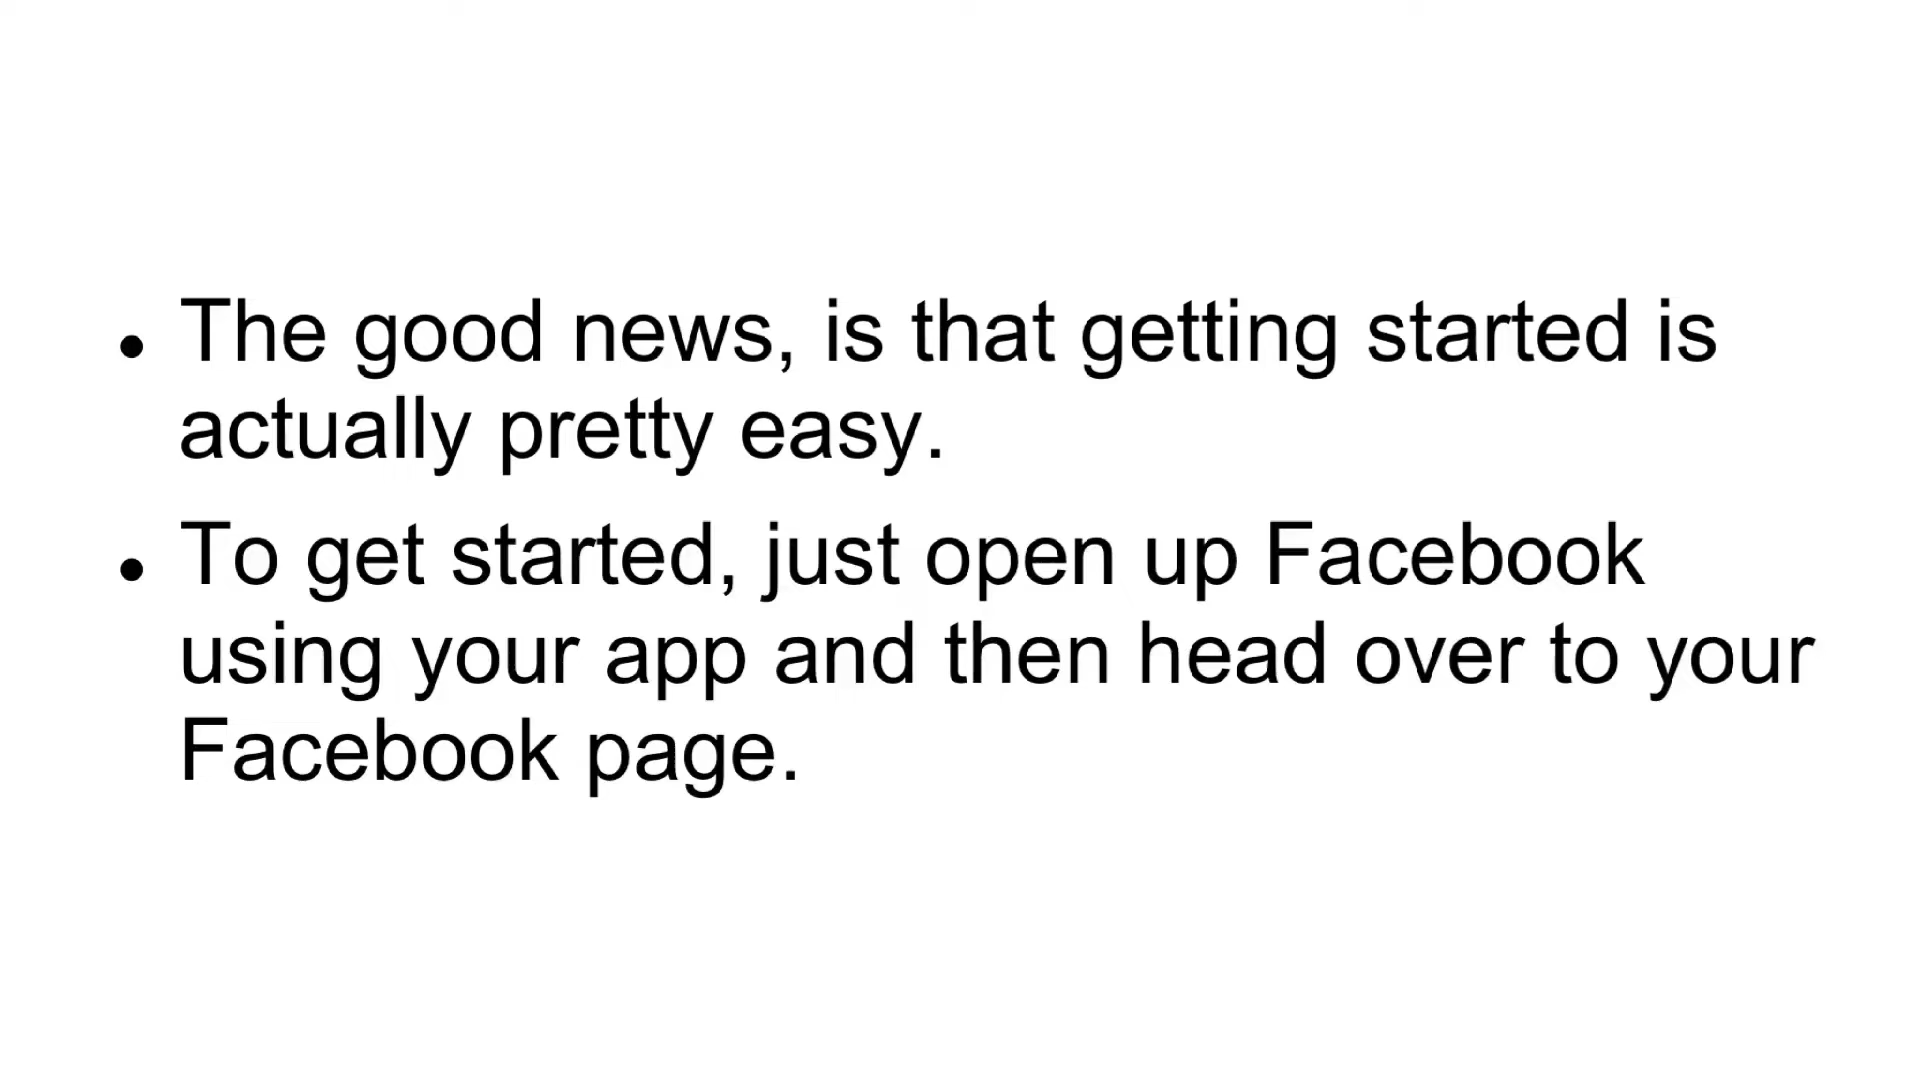 • The good news, is that getting started is
actually pretty easy.
• To get started, just open up Facebook
using your app and then head over to your
Facebook page.